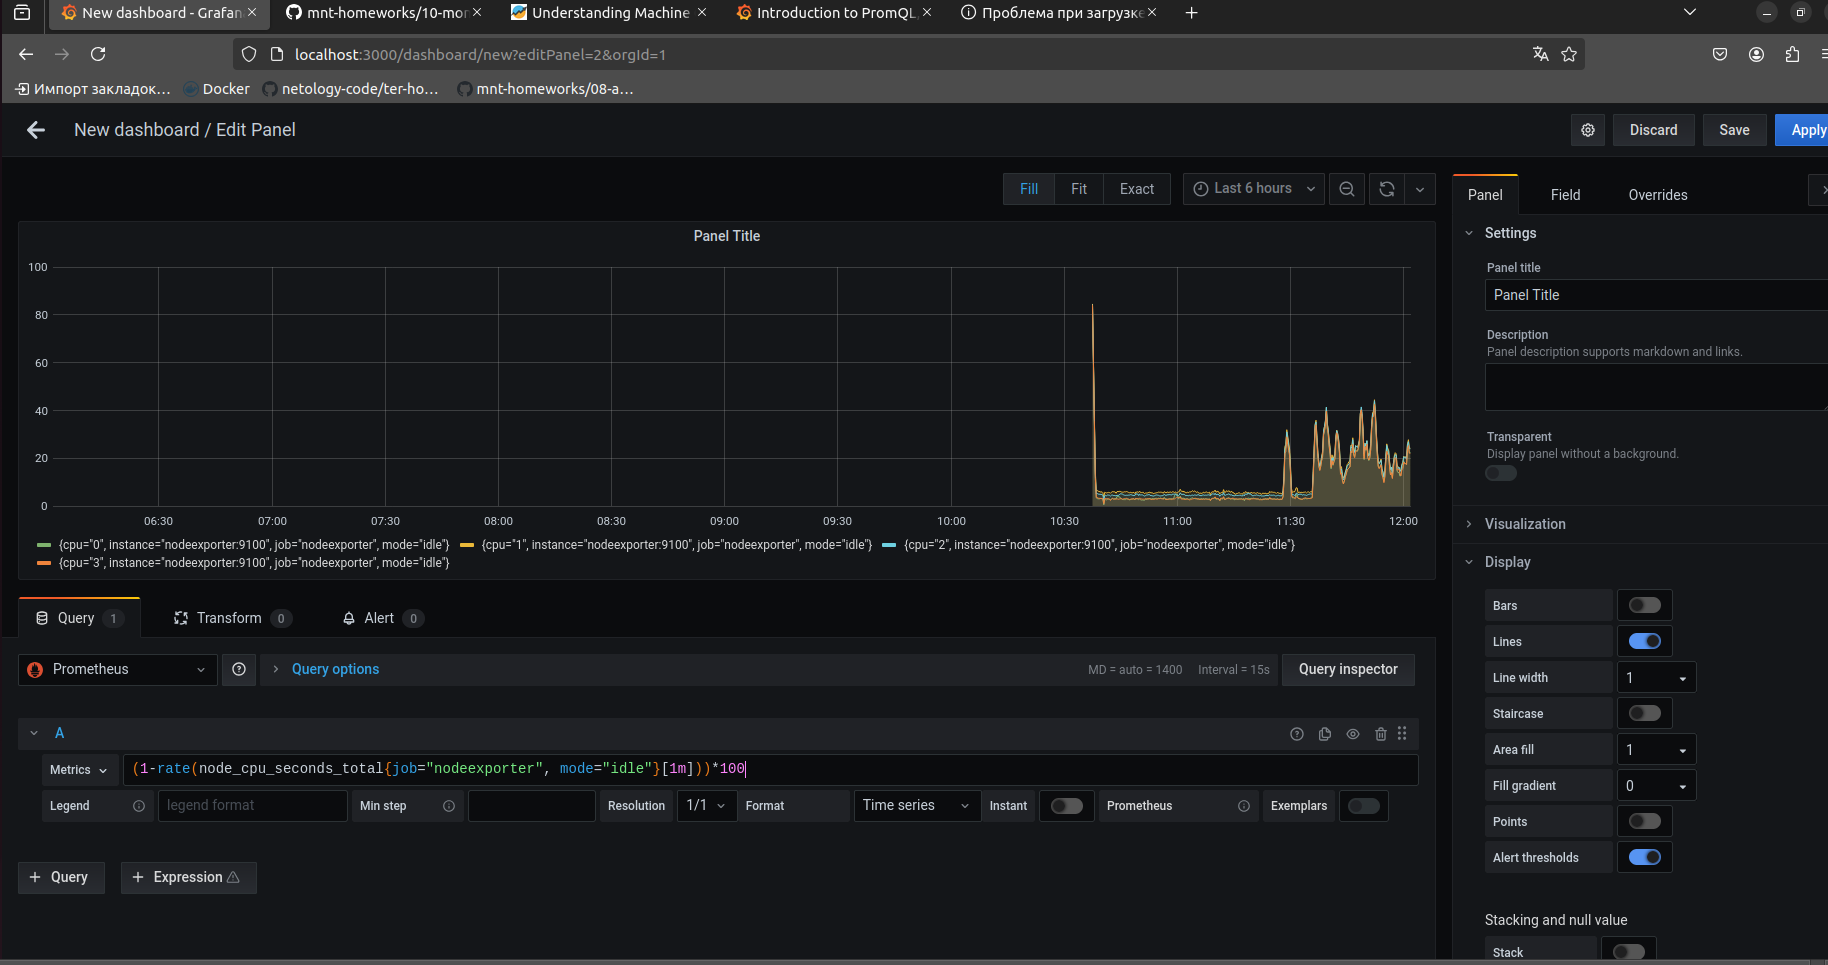 New dashboard - Grafan
mnt-homeworks/10-mon
Understanding Machine
Introduction to PromQL,
Проблема при загрузке
localhost:3000/dashboard/new?editPanel=2&orgId=1
Импорт закладок…
Docker
netology-code/ter-ho…
mnt-homeworks/08-a…
New dashboard / Edit Panel
Discard
Save
Apply
Fill
Fit
Exact
Last 6 hours
Panel
Field
Overrides
Panel Title
100
80
60
40
20
0
06:30
07:00
07:30
08:00
08:30
09:00
09:30
10:00
10:30
11:00
11:30
12:00
{cpu="0", instance="nodeexporter:9100", job="nodeexporter", mode="idle"}
{cpu="1", instance="nodeexporter:9100", job="nodeexporter", mode="idle"}
{cpu="2", instance="nodeexporter:9100", job="nodeexporter", mode="idle"}
{cpu="3", instance="nodeexporter:9100", job="nodeexporter", mode="idle"}
Query 1
Transform 0
Alert 0
Prometheus
Query options
MD = auto = 1400
Interval = 15s
Query inspector
A
Metrics
(1-rate(node_cpu_seconds_total{job="nodeexporter", mode="idle"}[1m]))*100
Legend
legend format
Min step
Resolution
1/1
Format
Time series
Instant
Prometheus
Exemplars
+ Query
+ Expression
Settings
Panel title
Panel Title
Description
Panel description supports markdown and links.
Transparent
Display panel without a background.
Visualization
Display
Bars
Lines
Line width
1
Staircase
Area fill
1
Fill gradient
0
Points
Alert thresholds
Stacking and null value
Stack